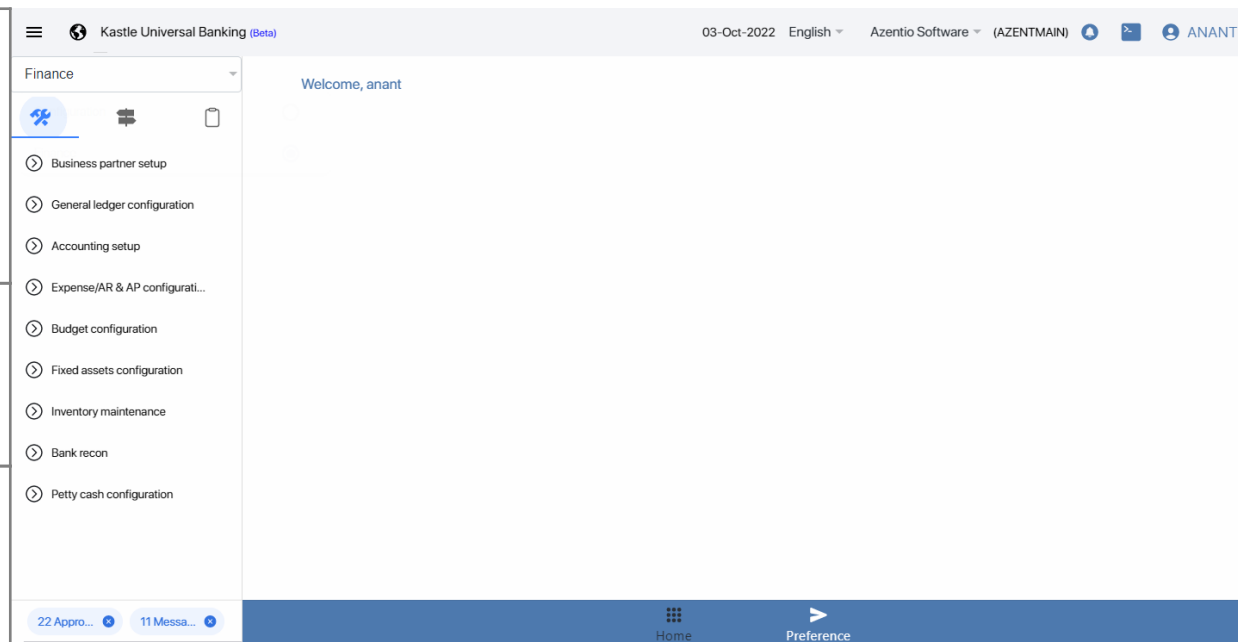 Kastle Universal Banking (Beta)
03-Oct-2022 English Azentio Software (AZENTMAIN) ANANT
Finance
Welcome, anant
Business partner setup
General ledger configuration
Accounting setup
Expense/AR & AP configurati...
Budget configuration
Fixed assets configuration
Inventory maintenance
Bank recon
Petty cash configuration
22 Appro... 11 Messa...
Home Preference